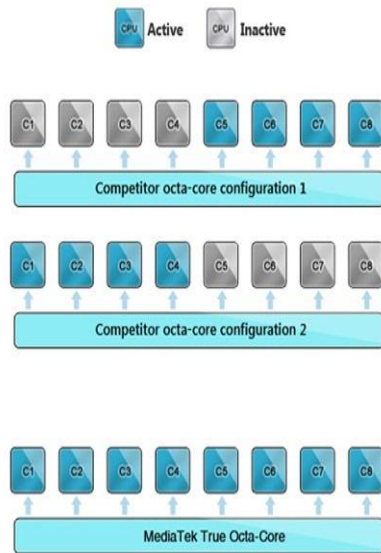 CPU Active CPU Inactive
C1 C2 C3 C4 C5 C6 C7 C8
Competitor octa-core configuration 1
C1 C2 C3 C4 C5 C6 C7 C8
Competitor octa-core configuration 2
C1 C2 C3 C4 C5 C6 C7 C8
MediaTek True Octa-Core